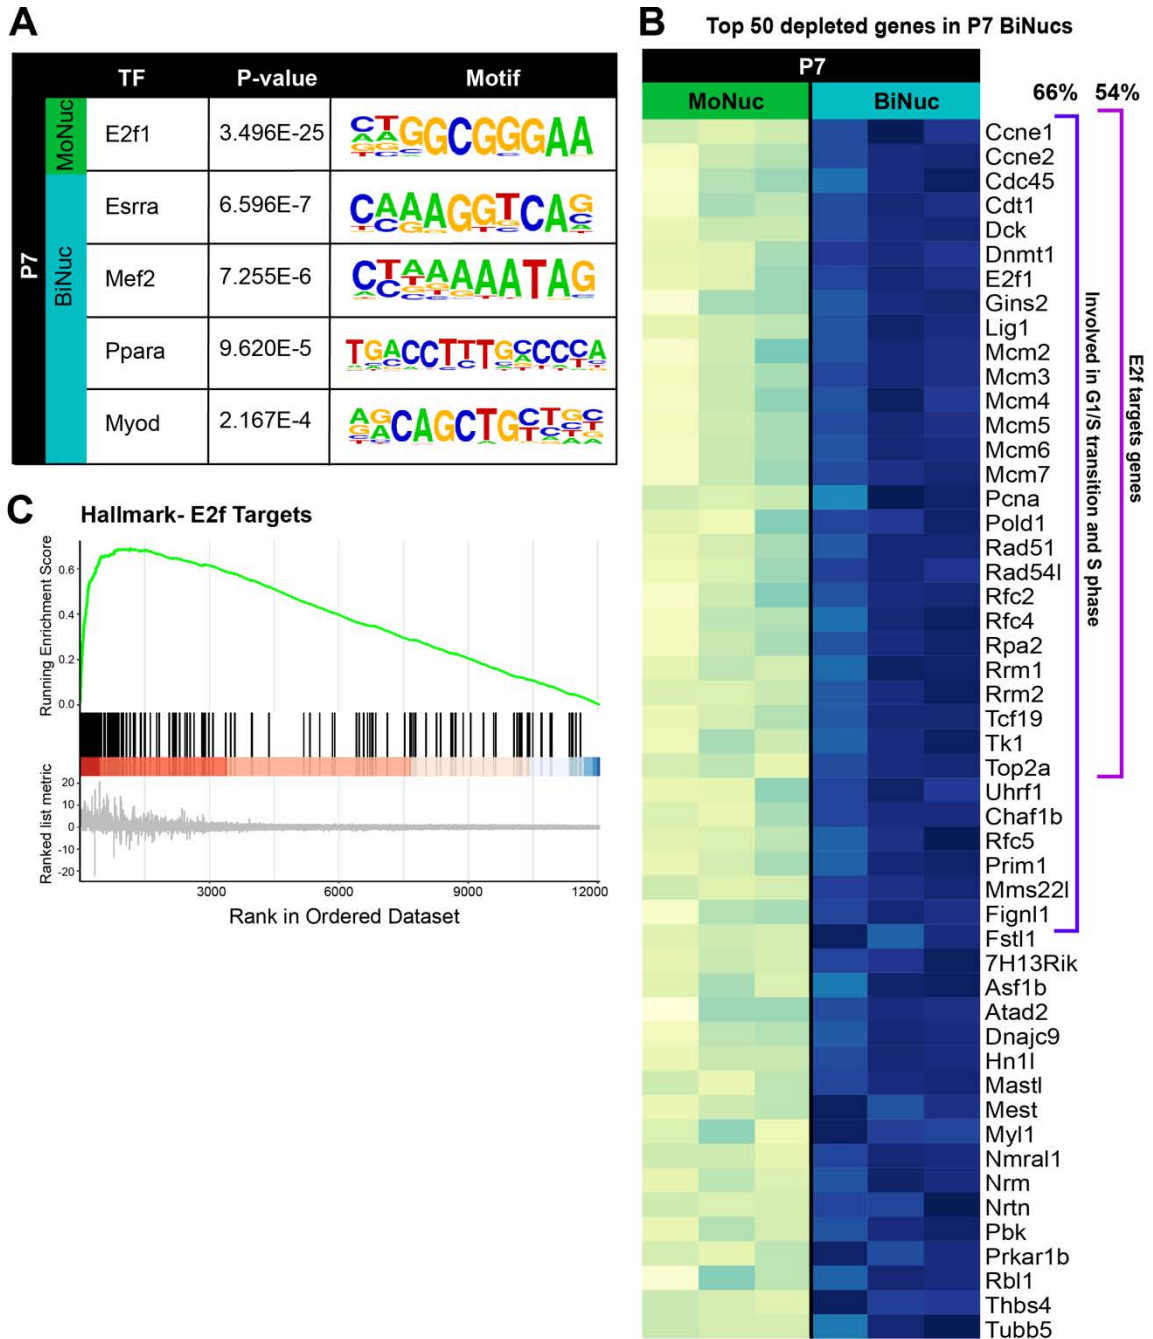 A
TF P-value Motif
P7
MoNuc
E2f1 3.496E-25
BiNuc
Esrra 6.596E-7
Mef2 7.255E-6
Ppara 9.620E-5
Myod 2.167E-4
B
Top 50 depleted genes in P7 BiNucs
P7
MoNuc BiNuc
66% 54%
Ccne1
Ccne2
Cdc45
Cdt1
Dck
Dnmt1
E2f1
Gins2
Lig1
Mcm2
Mcm3
Mcm4
Mcm5
Mcm6
Mcm7
Pcna
Pold1
Rad51
Rad54l
Rfc2
Rfc4
Rpa2
Rrm1
Rrm2
Tcf19
Tk1
Top2a
Uhrf1
Chaf1b
Rfc5
Prim1
Mms22l
Fignl1
Fstl1
7H13Rik
Asf1b
Atad2
Dnajc9
Hn1l
Mastl
Mest
Myl1
Nmral1
Nrm
Nrtn
Pbk
Prkar1b
Rbl1
Thbs4
Tubb5
Involved in G1/S transition and S phase
E2f targets genes
C
Hallmark- E2f Targets
Running Enrichment Score
0.6
0.4
0.2
0.0
Ranked list metric
20
10
0
-10
-20
3000 6000 9000 12000
Rank in Ordered Dataset